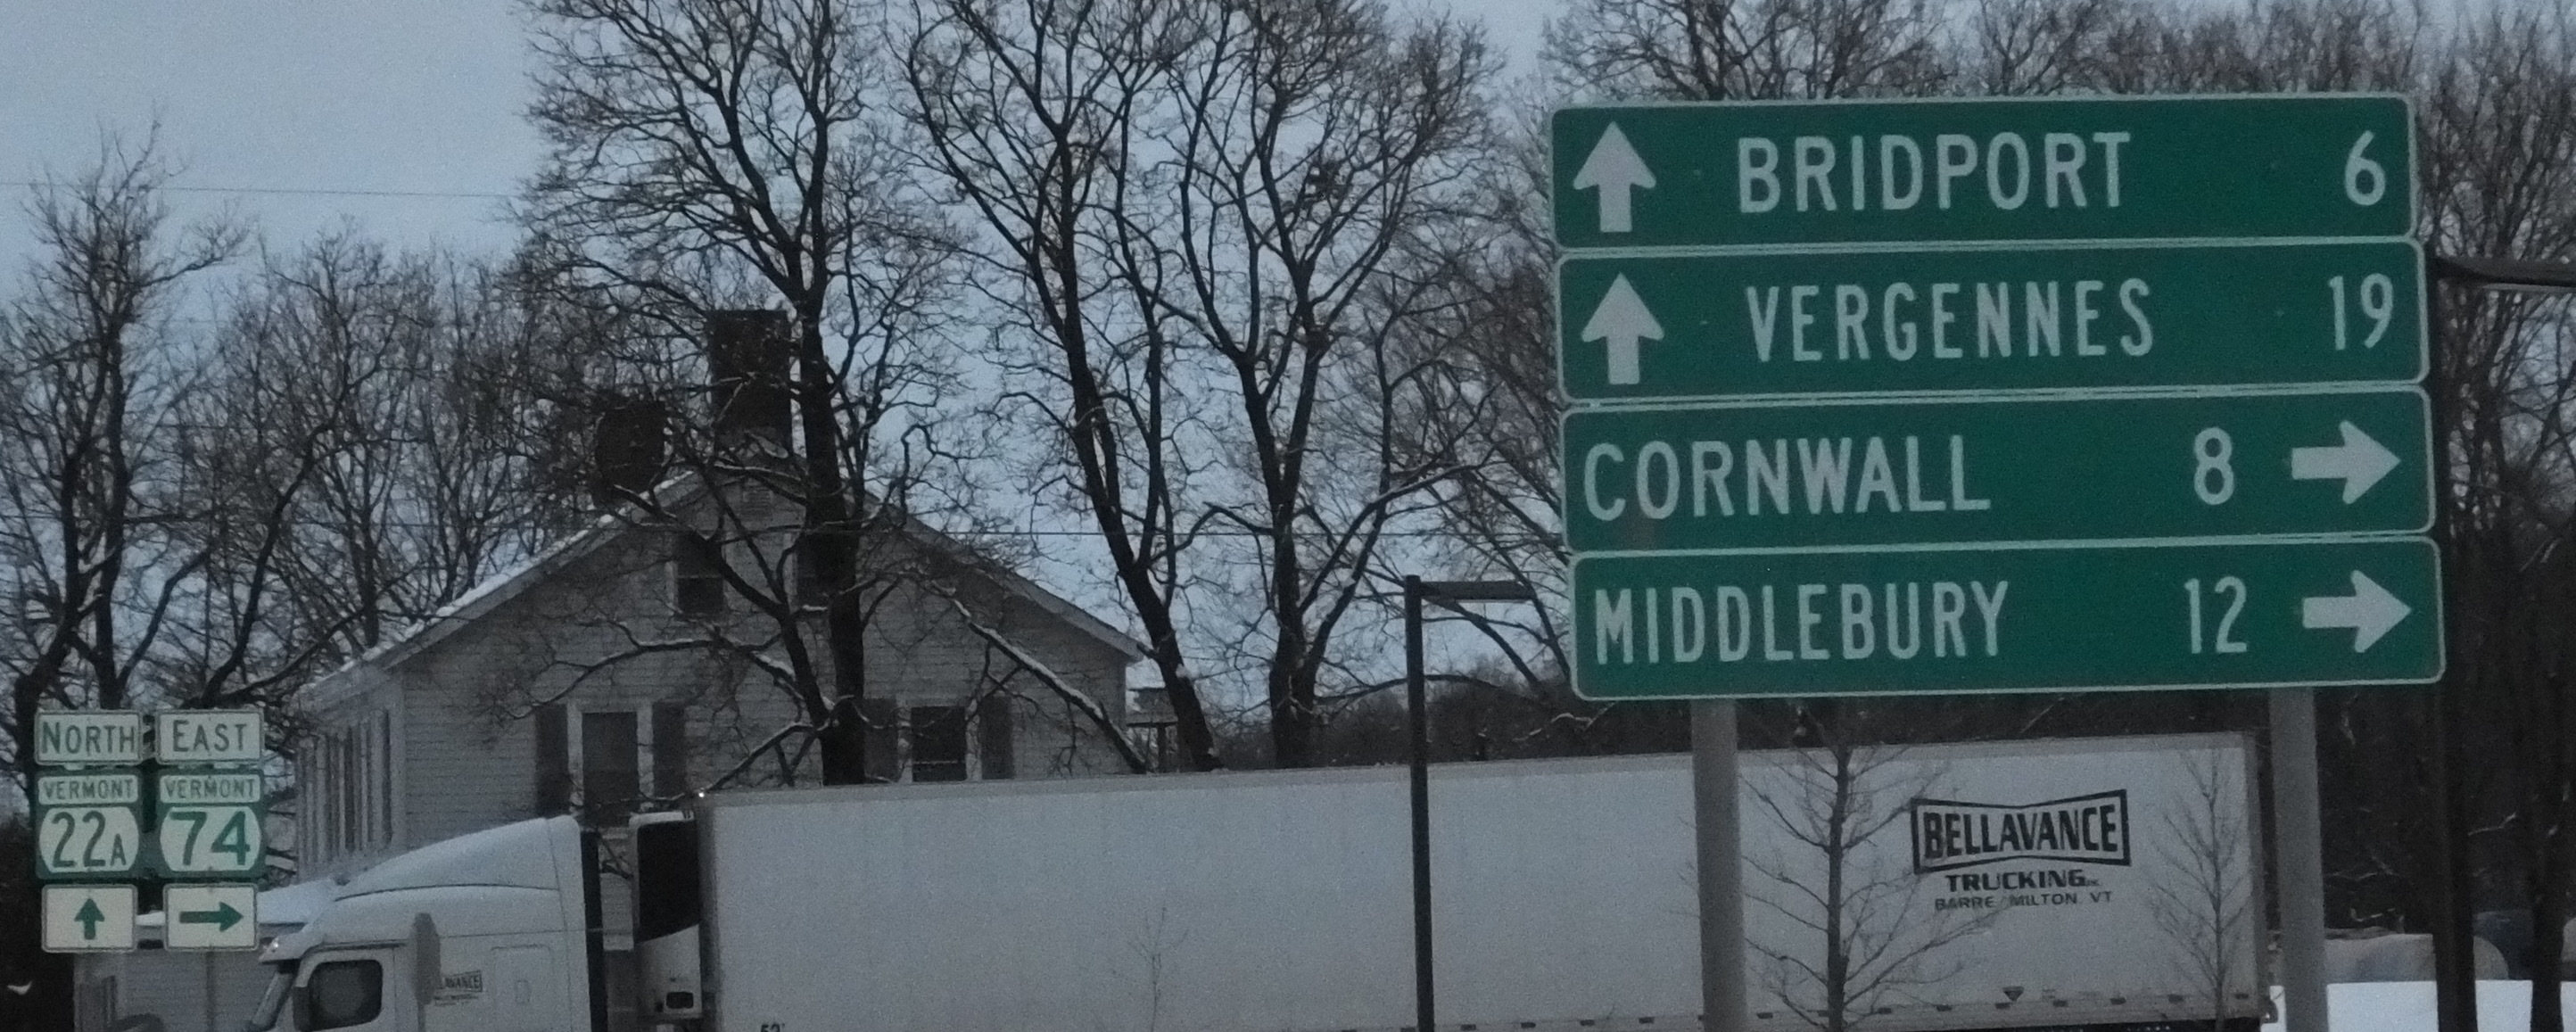 BRIDPORT 6
VERGENNES 19
CORNWALL 8
MIDDLEBURY 12
NORTH
VERMONT
22A
EAST
VERMONT
74
BELLAVANCE
TRUCKING
BARRE / MILTON, VT
52'